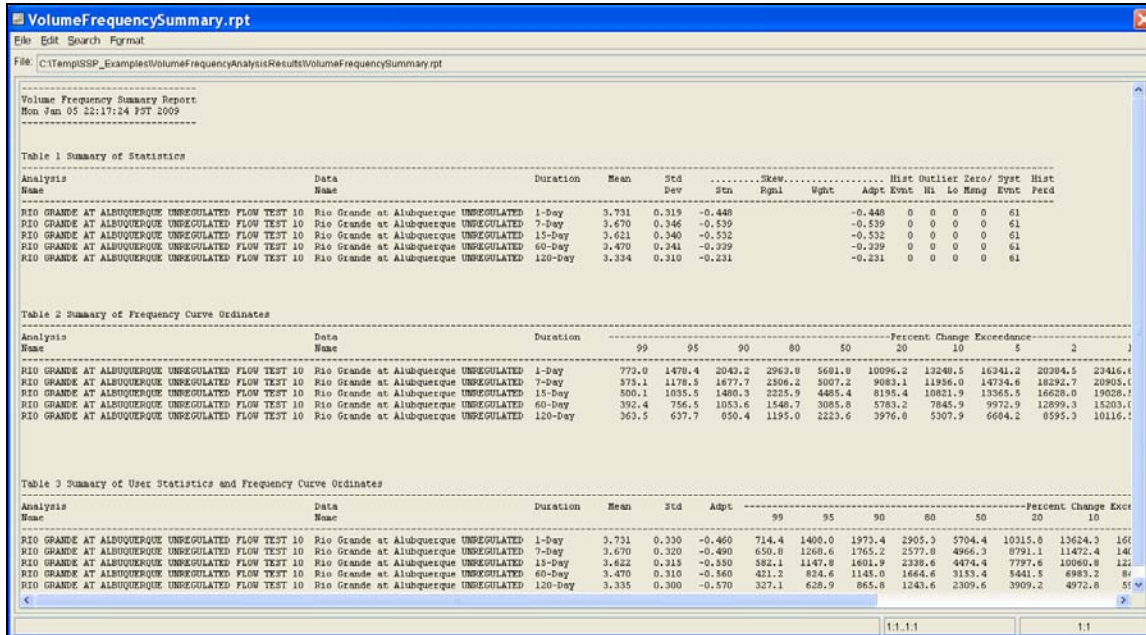 VolumeFrequencySummary.rpt
File Edit Search Format
File: C:\Temp\SSP_Examples\VolumeFrequencyAnalysisResults\VolumeFrequencySummary.rpt
Volume Frequency Summary Report
Mon Jan 05 22:17:24 PST 2009
Table 1 Summary of Statistics
Analysis Data Duration Mean Std .........Skew................. Hist Outlier Zero/ Syst Hist
Name Name Dev Stn Rgnl Wght Adpt Evnt Hi Lo Msng Evnt Perd
RIO GRANDE AT ALBUQUERQUE UNREGULATED FLOW TEST 10 Rio Grande at Alubquerque UNREGULATED 1-Day 3.731 0.319 -0.448 -0.448 0 0 0 0 61
RIO GRANDE AT ALBUQUERQUE UNREGULATED FLOW TEST 10 Rio Grande at Alubquerque UNREGULATED 7-Day 3.670 0.346 -0.539 -0.539 0 0 0 0 61
RIO GRANDE AT ALBUQUERQUE UNREGULATED FLOW TEST 10 Rio Grande at Alubquerque UNREGULATED 15-Day 3.621 0.340 -0.532 -0.532 0 0 0 0 61
RIO GRANDE AT ALBUQUERQUE UNREGULATED FLOW TEST 10 Rio Grande at Alubquerque UNREGULATED 60-Day 3.470 0.341 -0.339 -0.339 0 0 0 0 61
RIO GRANDE AT ALBUQUERQUE UNREGULATED FLOW TEST 10 Rio Grande at Alubquerque UNREGULATED 120-Day 3.334 0.310 -0.231 -0.231 0 0 0 0 61
Table 2 Summary of Frequency Curve Ordinates
Analysis Data Duration Percent Change Exceedance
Name Name 99 95 90 80 50 20 10 5 2
RIO GRANDE AT ALBUQUERQUE UNREGULATED FLOW TEST 10 Rio Grande at Alubquerque UNREGULATED 1-Day 773.0 1478.4 2043.2 2963.8 5681.8 10096.2 13248.5 16341.2 20384.5 23416.6
RIO GRANDE AT ALBUQUERQUE UNREGULATED FLOW TEST 10 Rio Grande at Alubquerque UNREGULATED 7-Day 575.1 1178.5 1677.7 2506.2 5007.2 9083.1 11956.0 14734.6 18292.7 20905.0
RIO GRANDE AT ALBUQUERQUE UNREGULATED FLOW TEST 10 Rio Grande at Alubquerque UNREGULATED 15-Day 500.1 1035.5 1480.3 2225.9 4485.4 8195.4 10821.9 13365.5 16628.8 19028.5
RIO GRANDE AT ALBUQUERQUE UNREGULATED FLOW TEST 10 Rio Grande at Alubquerque UNREGULATED 60-Day 392.4 756.5 1053.6 1548.7 3085.8 5783.2 7845.9 9972.9 12899.3 15203.0
RIO GRANDE AT ALBUQUERQUE UNREGULATED FLOW TEST 10 Rio Grande at Alubquerque UNREGULATED 120-Day 363.5 637.7 850.4 1195.0 2223.6 3976.8 5307.9 6684.2 8595.3 10116.5
Table 3 Summary of User Statistics and Frequency Curve Ordinates
Analysis Data Duration Mean Std Adpt Percent Change Exce
Name Name 99 95 90 80 50 20 10
RIO GRANDE AT ALBUQUERQUE UNREGULATED FLOW TEST 10 Rio Grande at Alubquerque UNREGULATED 1-Day 3.731 0.330 -0.460 714.4 1408.0 1973.4 2905.3 5704.4 10315.8 13624.3
RIO GRANDE AT ALBUQUERQUE UNREGULATED FLOW TEST 10 Rio Grande at Alubquerque UNREGULATED 7-Day 3.670 0.320 -0.490 650.8 1268.6 1765.2 2577.8 4966.3 8791.1 11472.4
RIO GRANDE AT ALBUQUERQUE UNREGULATED FLOW TEST 10 Rio Grande at Alubquerque UNREGULATED 15-Day 3.622 0.315 -0.550 582.1 1147.8 1601.9 2338.6 4474.4 7797.6 10060.8
RIO GRANDE AT ALBUQUERQUE UNREGULATED FLOW TEST 10 Rio Grande at Alubquerque UNREGULATED 60-Day 3.470 0.310 -0.560 421.2 824.6 1145.0 1664.6 3153.4 5441.5 6983.2
RIO GRANDE AT ALBUQUERQUE UNREGULATED FLOW TEST 10 Rio Grande at Alubquerque UNREGULATED 120-Day 3.335 0.300 -0.570 327.1 628.9 865.8 1243.6 2309.6 3909.2 4972.8
1:1..1:1 1:1